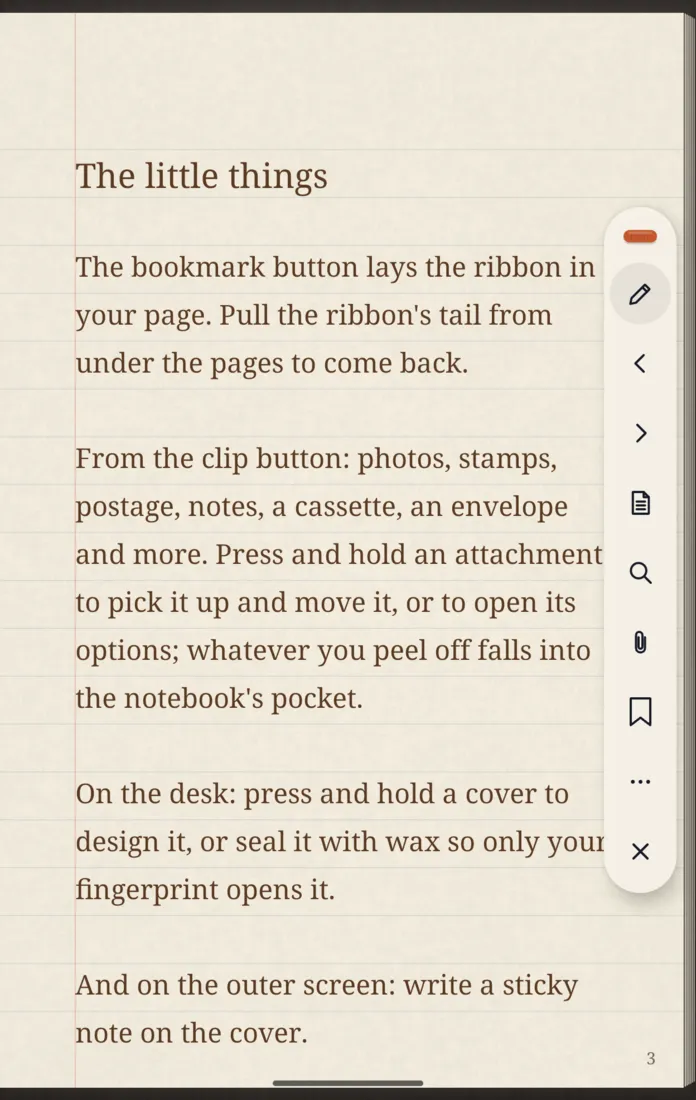 The little things
The bookmark button lays the ribbon in
your page. Pull the ribbon's tail from
under the pages to come back.
From the clip button: photos, stamps,
postage, notes, a cassette, an envelope
and more. Press and hold an attachment
to pick it up and move it, or to open its
options; whatever you peel off falls into
the notebook's pocket.
On the desk: press and hold a cover to
design it, or seal it with wax so only your
fingerprint opens it.
And on the outer screen: write a sticky
note on the cover.
3